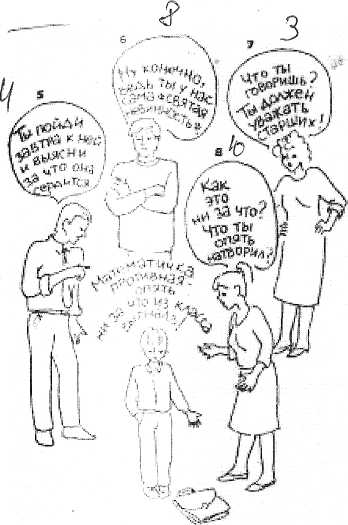 8
3
4
10
6
Ну конечно,
ведь ты у нас
сама «святая
невинность»
7
Что ты
говоришь?
Ты должен
уважать
старших!
5
Ты пойди
завтра к ней
и выясни
за что она
сердится
8
Как
это
ни за что?
Что ты
опять
натворил?
Математичка
противная-
опять
ни за что из класса
выгнала!